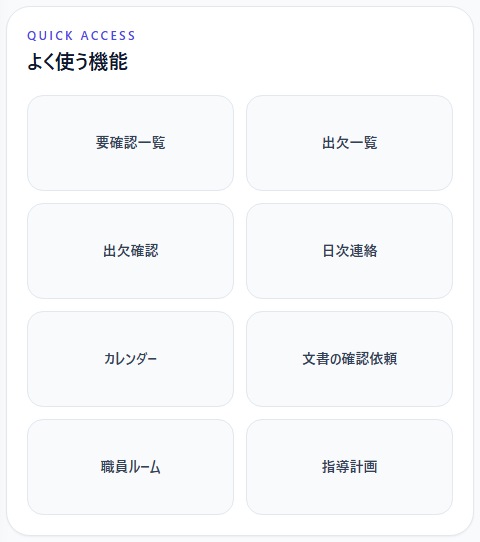 QUICK ACCESS
よく使う機能
要確認一覧
出欠一覧
出欠確認
日次連絡
カレンダー
文書の確認依頼
職員ルーム
指導計画